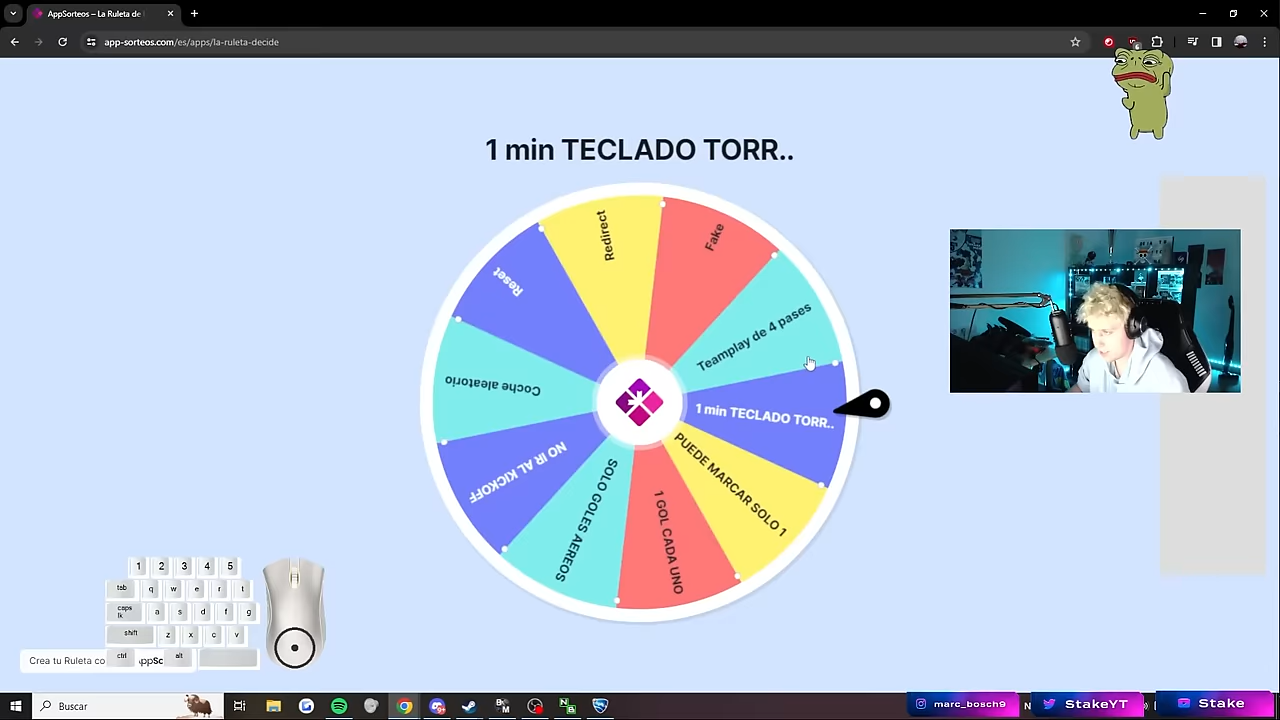 AppSorteos – La Ruleta de
app-sorteos.com/es/apps/la-ruleta-decide
1 min TECLADO TORR..
Redirect
Fake
Teamplay de 4 pases
1 min TECLADO TORR..
PUEDE MARCAR SOLO 1
1 GOL CADA UNO
SOLO GOLES AEREOS
NO IR AL KICKOFF
Coche aleatorio
Reset
1 2 3 4 5
tab q w e r t
caps lk a s d f g
shift z x c v
ctrl alt
Crea tu Ruleta co
Buscar
marc_bosch9
StakeYT
Stake